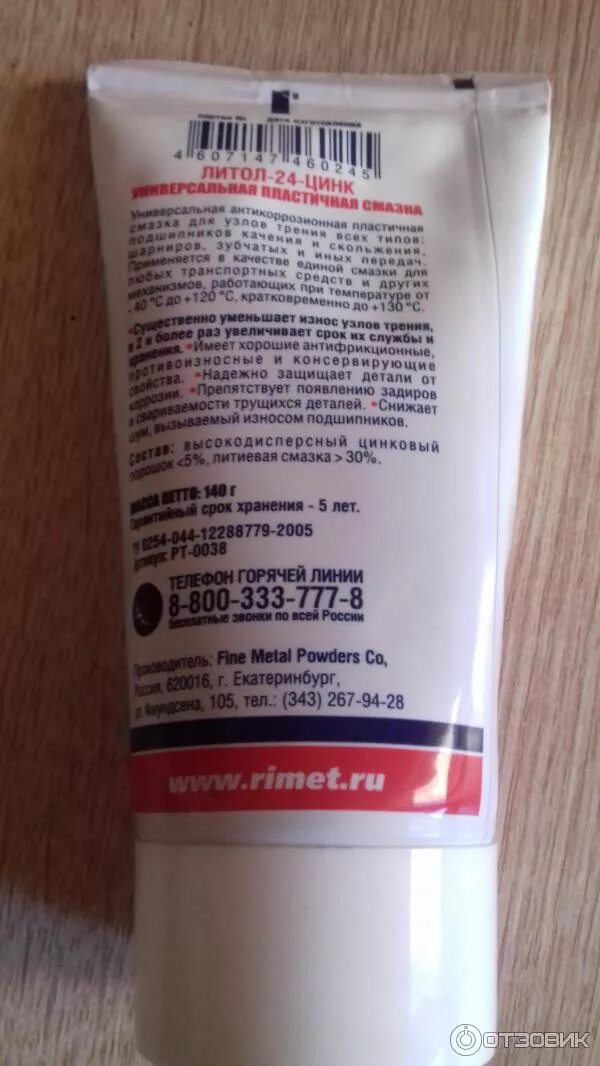 партия № дата изготовления
4 607147 460245
ЛИТОЛ-24-ЦИНК
УНИВЕРСАЛЬНАЯ ПЛАСТИЧНАЯ СМАЗКА
Универсальная антикоррозионная пластичная
смазка для узлов трения всех типов:
подшипников качения и скольжения,
шарниров, зубчатых и иных передач.
Применяется в качестве единой смазки для
любых транспортных средств и других
механизмов, работающих при температуре от
-40 °С до +120 °С, кратковременно до +130 °С.
•Существенно уменьшает износ узлов трения,
в 2 и более раз увеличивает срок их службы и
хранения. •Имеет хорошие антифрикционные,
противоизносные и консервирующие
свойства. •Надежно защищает детали от
коррозии. •Препятствует появлению задиров
и свариваемости трущихся деталей. •Снижает
шум, вызываемый износом подшипников.
Состав: высокодисперсный цинковый
порошок <5%, литиевая смазка > 30%.
МАССА НЕТТО: 140 г
Гарантийный срок хранения - 5 лет.
ТУ 0254-044-12288779-2005
Артикул: РТ-0038
ТЕЛЕФОН ГОРЯЧЕЙ ЛИНИИ
8-800-333-777-8
бесплатные звонки по всей России
Производитель: Fine Metal Powders Co,
Россия, 620016, г. Екатеринбург,
ул. Амундсена, 105, тел.: (343) 267-94-28
www.rimet.ru
ОТЗОВИК